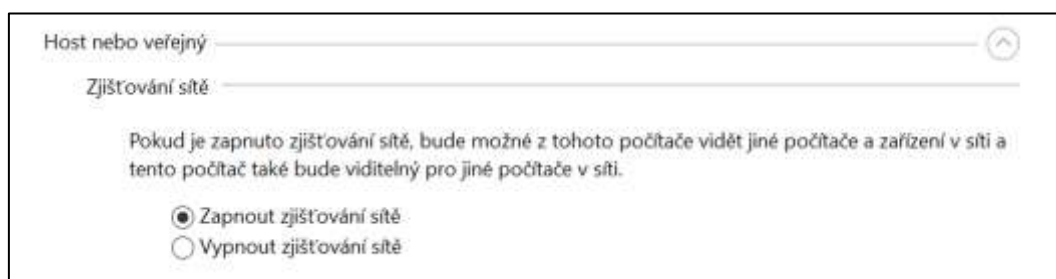 Host nebo veřejný
Zjišťování sítě
Pokud je zapnuto zjišťování sítě, bude možné z tohoto počítače vidět jiné počítače a zařízení v síti a
tento počítač také bude viditelný pro jiné počítače v síti.
Zapnout zjišťování sítě
Vypnout zjišťování sítě